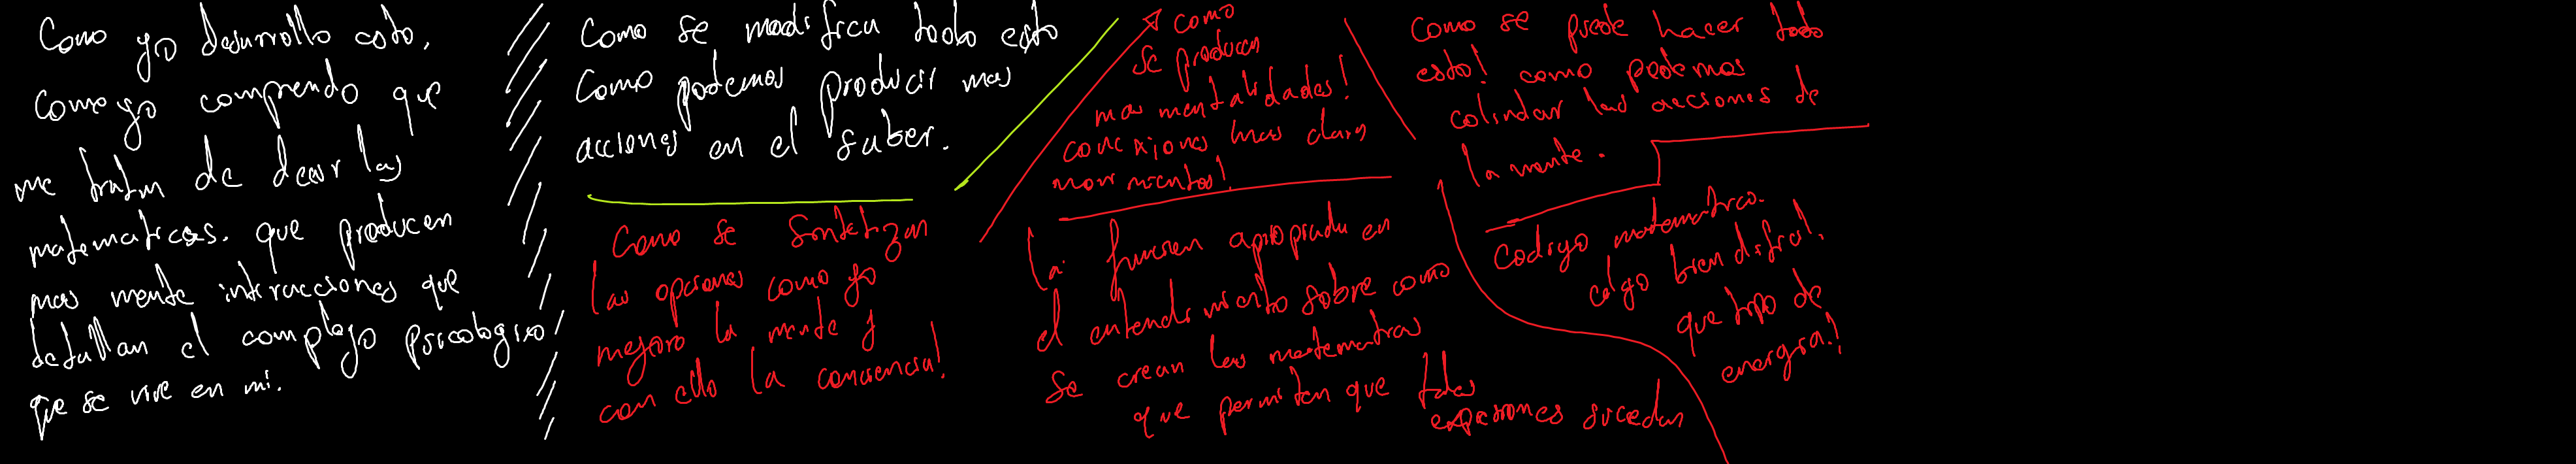 Como yo desarrollo esto.
Como yo comprendo que
me tratan de decir las
matematicas. que producen
mas mente interacciones que
detallan el complejo psicologico
que se vive en mi.
Como se modifica todo esto
Como podemos producir mas
acciones en el saber.
Como se sintetizan
las opciones como yo
mejoro la mente y
con ello la conciencia!
como
se producen
mas mentalidades!
conexiones mas claras
movimientos!
la funcion apropiada en
el entendimiento sobre como
se crean las matematicas
que permiten que tales
expresiones sucedan
Como se puede hacer todo
esto! como podemos
colindar las acciones de
la mente.
Codigo matematico.
algo bien dificil.
que tipo de
energia!